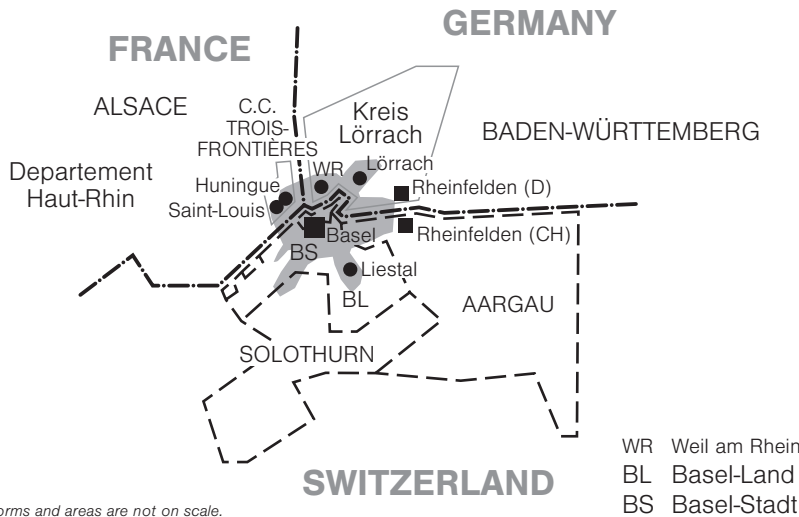 GERMANY
FRANCE
ALSACE
C.C.
TROIS-
FRONTIÈRES
Kreis
Lörrach
BADEN-WÜRTTEMBERG
Departement
Haut-Rhin
WR
Lörrach
Huningue
Saint-Louis
Rheinfelden (D)
Basel
Rheinfelden (CH)
BS
Liestal
BL
AARGAU
SOLOTHURN
SWITZERLAND
WR Weil am Rhein
BL Basel-Land
BS Basel-Stadt
and areas are not on scale.